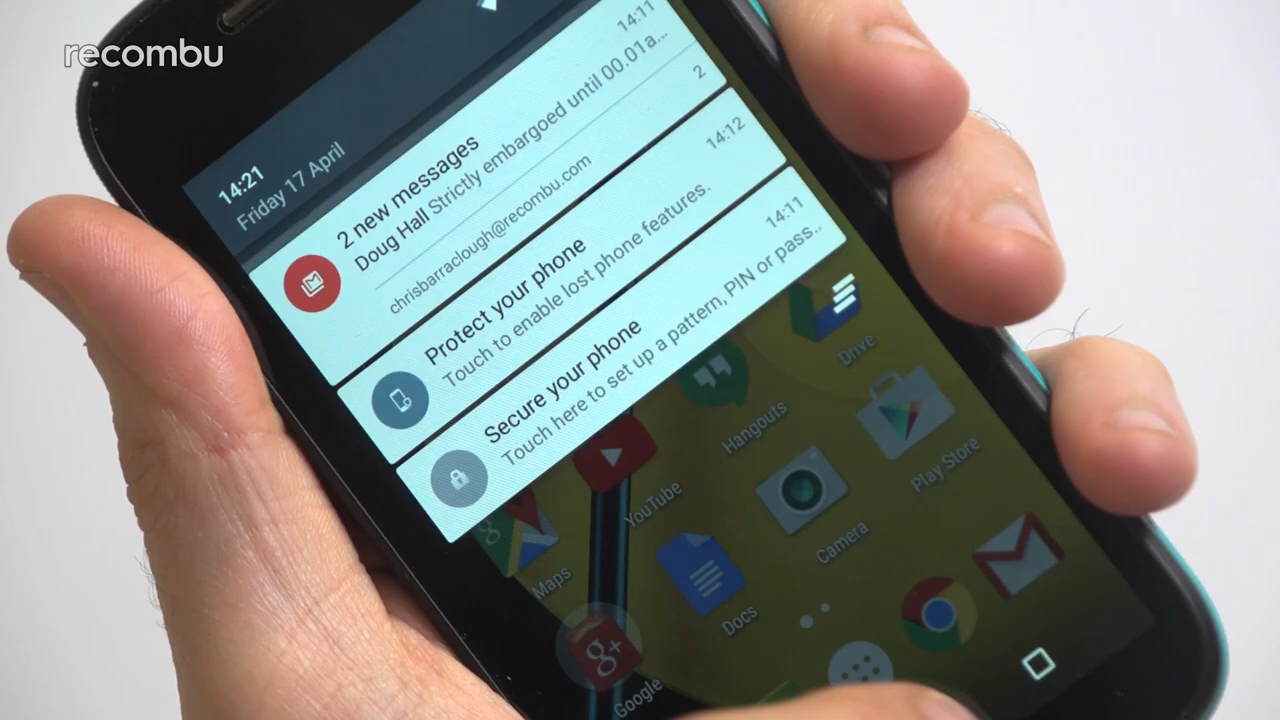 recombu
14:21
Friday 17 April
2 new messages
14:11
Doug Hall Strictly embargoed until 00.01a...
chrisbarraclough@recombu.com
2
Protect your phone
14:12
Touch to enable lost phone features.
Secure your phone
14:11
Touch here to set up a pattern, PIN or pass..
Drive
Hangouts
Play Store
YouTube
Camera
Maps
Docs
Google